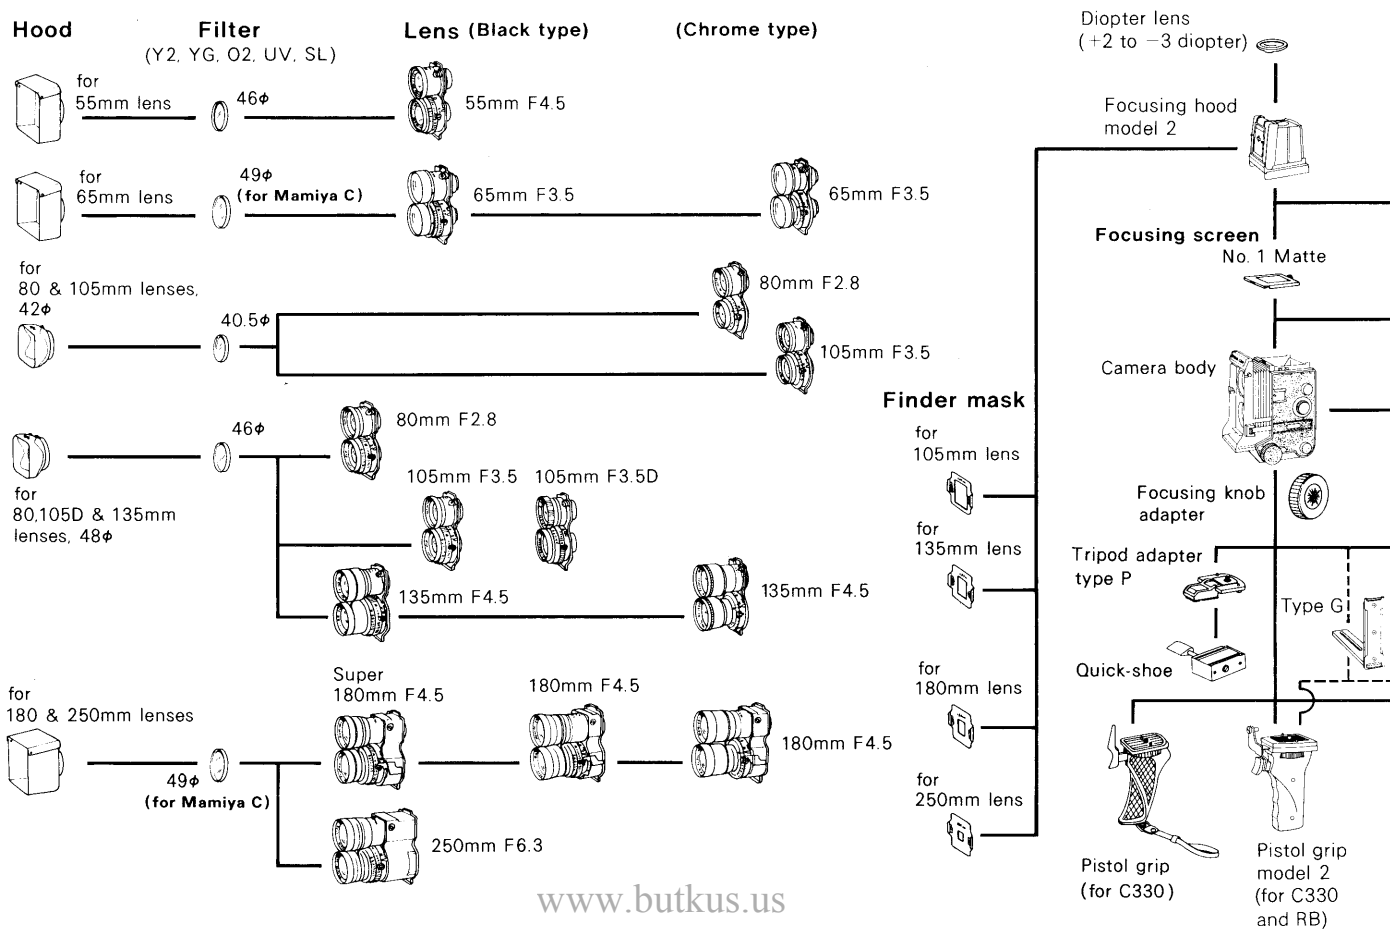 Hood
Filter
(Y2, YG, O2, UV, SL)
Lens (Black type)
(Chrome type)
for
55mm lens
46ϕ
55mm F4.5
for
65mm lens
49ϕ
(for Mamiya C)
65mm F3.5
65mm F3.5
for
80 & 105mm lenses,
42ϕ
40.5ϕ
80mm F2.8
105mm F3.5
46ϕ
80mm F2.8
105mm F3.5
105mm F3.5D
for
80,105D & 135mm
lenses, 48ϕ
135mm F4.5
135mm F4.5
for
180 & 250mm lenses
49ϕ
(for Mamiya C)
Super
180mm F4.5
180mm F4.5
180mm F4.5
250mm F6.3
Finder mask
for
105mm lens
for
135mm lens
for
180mm lens
for
250mm lens
Diopter lens
(+2 to −3 diopter)
Focusing hood
model 2
Focusing screen
No. 1 Matte
Camera body
Focusing knob
adapter
Tripod adapter
type P
Type G
Quick-shoe
Pistol grip
(for C330)
Pistol grip
model 2
(for C330
and RB)
www.butkus.us